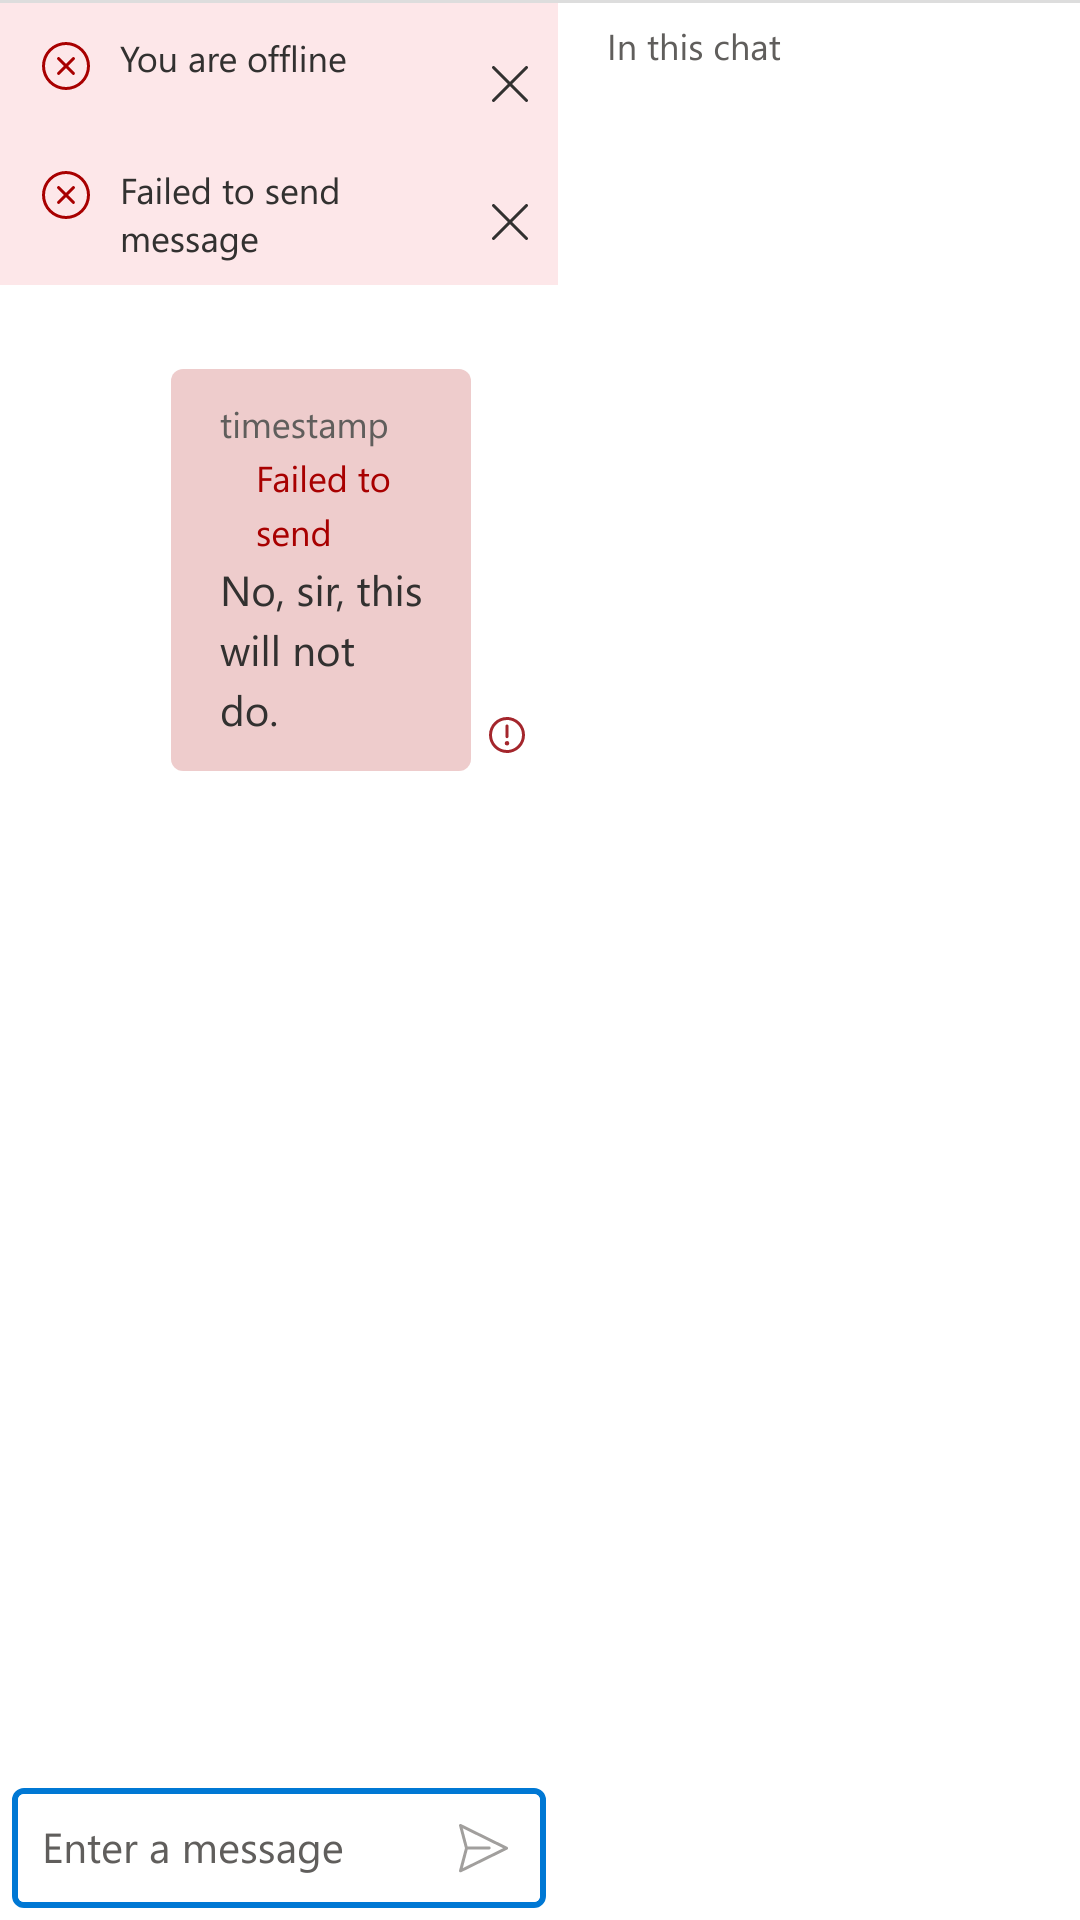 You are offline
Failed to send
message
In this chat
timestamp
Failed to
send
No, sir, this
will not
do.
Enter a message